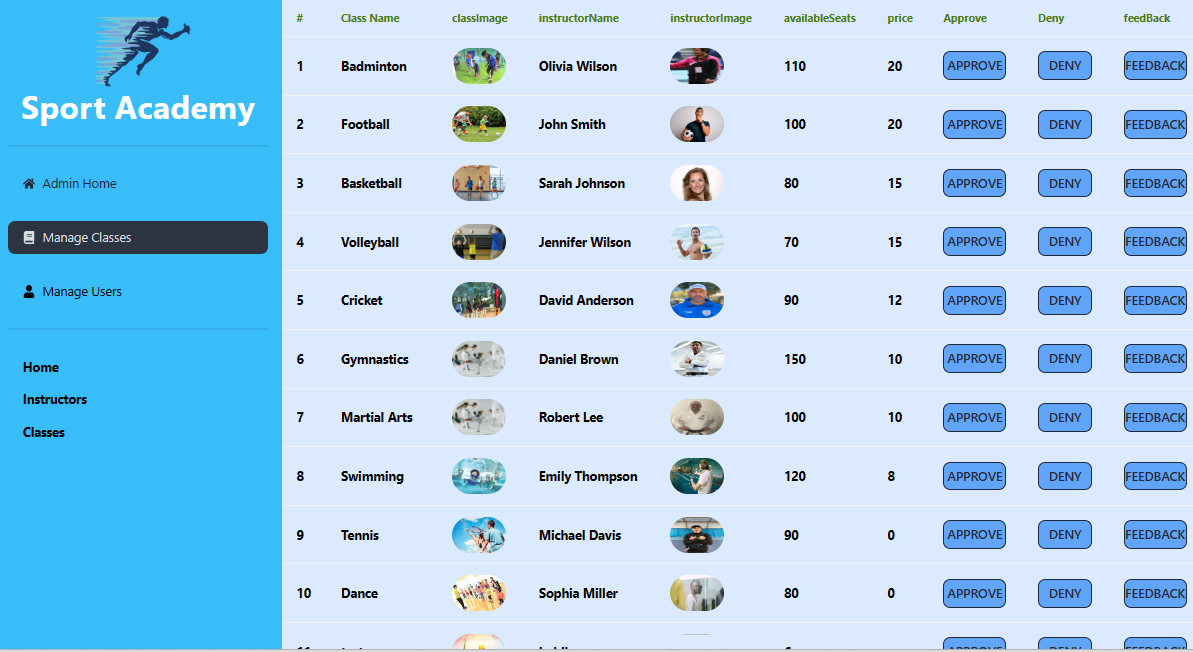 Sport Academy
Admin Home
Manage Classes
Manage Users
Home
Instructors
Classes
# Class Name classImage instructorName instructorImage availableSeats price Approve Deny feedBack
1 Badminton Olivia Wilson 110 20 APPROVE DENY FEEDBACK
2 Football John Smith 100 20 APPROVE DENY FEEDBACK
3 Basketball Sarah Johnson 80 15 APPROVE DENY FEEDBACK
4 Volleyball Jennifer Wilson 70 15 APPROVE DENY FEEDBACK
5 Cricket David Anderson 90 12 APPROVE DENY FEEDBACK
6 Gymnastics Daniel Brown 150 10 APPROVE DENY FEEDBACK
7 Martial Arts Robert Lee 100 10 APPROVE DENY FEEDBACK
8 Swimming Emily Thompson 120 8 APPROVE DENY FEEDBACK
9 Tennis Michael Davis 90 0 APPROVE DENY FEEDBACK
10 Dance Sophia Miller 80 0 APPROVE DENY FEEDBACK
11 APPROVE DENY FEEDBACK